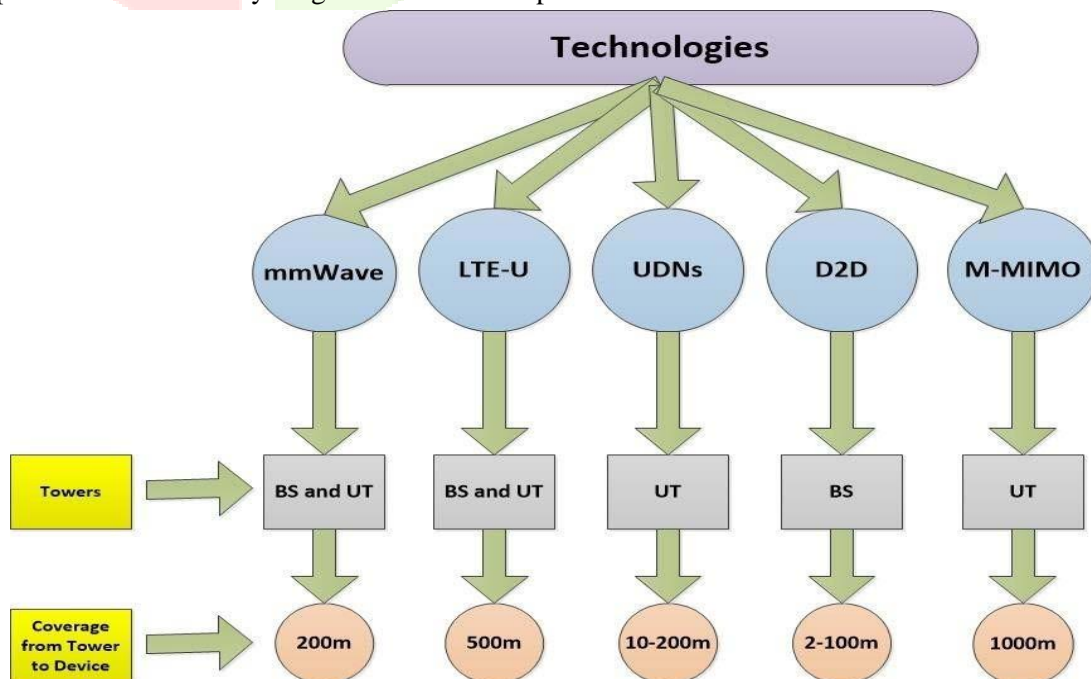 Technologies
mmWave
LTE-U
UDNs
D2D
M-MIMO
Towers
BS and UT
BS and UT
UT
BS
UT
Coverage
from Tower
to Device
200m
500m
10-200m
2-100m
1000m